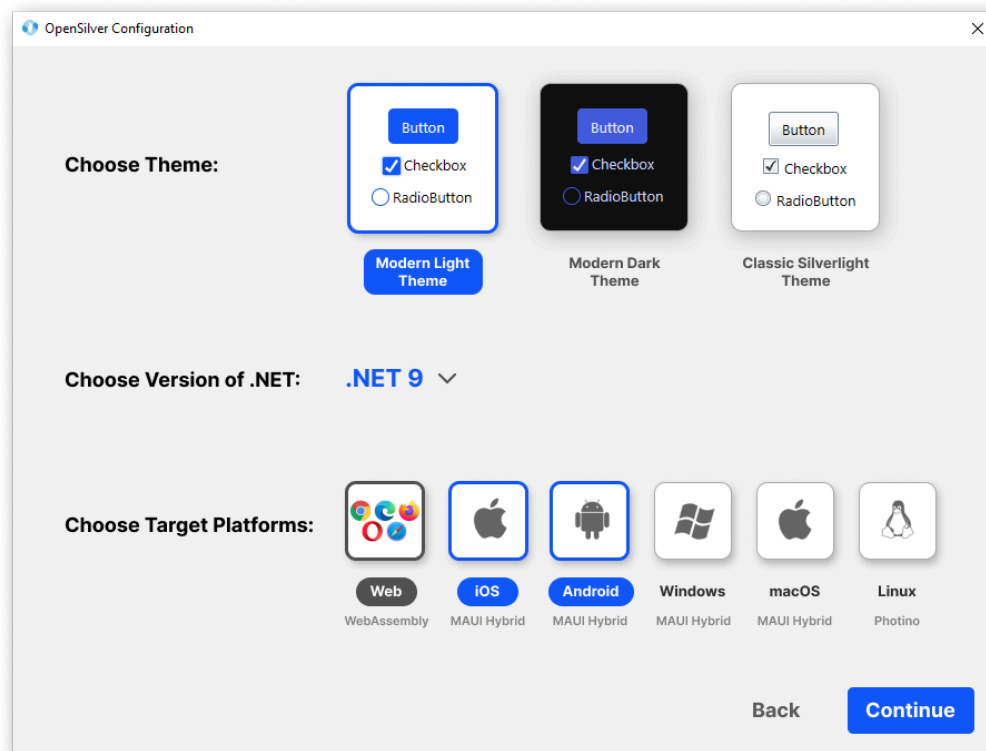 OpenSilver Configuration
Choose Theme:
Button
Checkbox
RadioButton
Modern Light
Theme
Button
Checkbox
RadioButton
Modern Dark
Theme
Button
Checkbox
RadioButton
Classic Silverlight
Theme
Choose Version of .NET:
.NET 9
Choose Target Platforms:
Web
WebAssembly
iOS
MAUI Hybrid
Android
MAUI Hybrid
Windows
MAUI Hybrid
macOS
MAUI Hybrid
Linux
Photino
Back
Continue